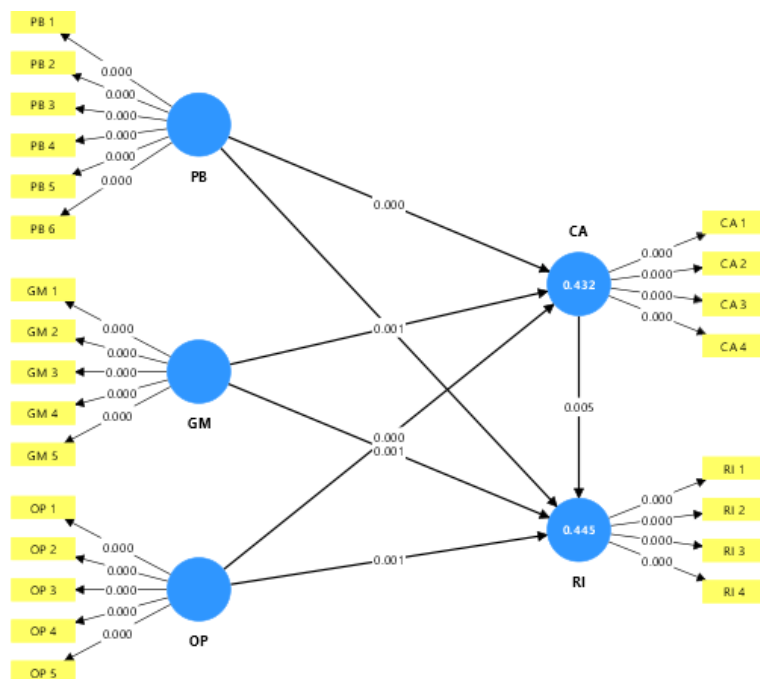 PB 1
0.000
PB 2
0.000
PB 3
0.000
PB 4
0.000
PB 5
0.000
PB 6
0.000
PB
0.000
CA
0.432
CA 1
0.000
CA 2
0.000
CA 3
0.000
CA 4
0.000
GM 1
0.000
GM 2
0.000
GM 3
0.000
GM 4
0.000
GM 5
0.000
GM
0.001
0.005
0.000
0.001
OP 1
0.000
OP 2
0.000
OP 3
0.000
OP 4
0.000
OP 5
0.000
OP
0.001
RI
0.445
RI 1
0.000
RI 2
0.000
RI 3
0.000
RI 4
0.000